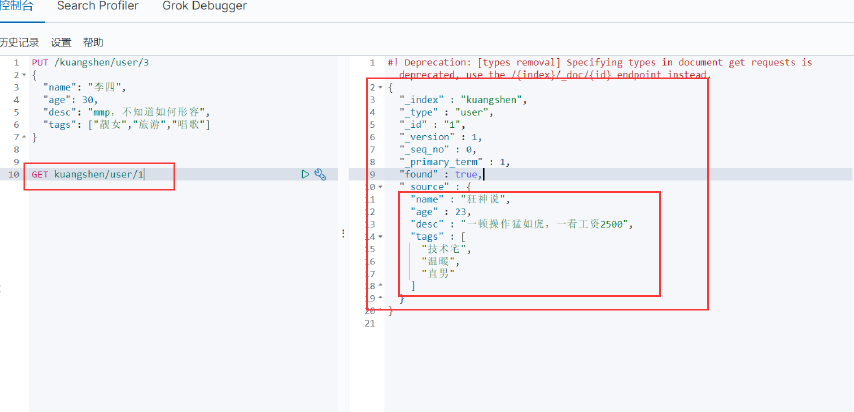 控制台 Search Profiler Grok Debugger
历史记录 设置 帮助
1 PUT /kuangshen/user/3
2 {
3 "name": "李四",
4 "age": 30,
5 "desc": "mmp，不知道如何形容",
6 "tags": ["靓女","旅游","唱歌"]
7 }
8
9
10 GET kuangshen/user/1
1 #! Deprecation: [types removal] Specifying types in document get requests is
deprecated, use the /{index}/_doc/{id} endpoint instead.
2 {
3 "_index" : "kuangshen",
4 "_type" : "user",
5 "_id" : "1",
6 "_version" : 1,
7 "_seq_no" : 0,
8 "_primary_term" : 1,
9 "found" : true,
10 "_source" : {
11 "name" : "狂神说",
12 "age" : 23,
13 "desc" : "一顿操作猛如虎，一看工资2500",
14 "tags" : [
15 "技术宅",
16 "温暖",
17 "直男"
18 ]
19 }
20 }
21